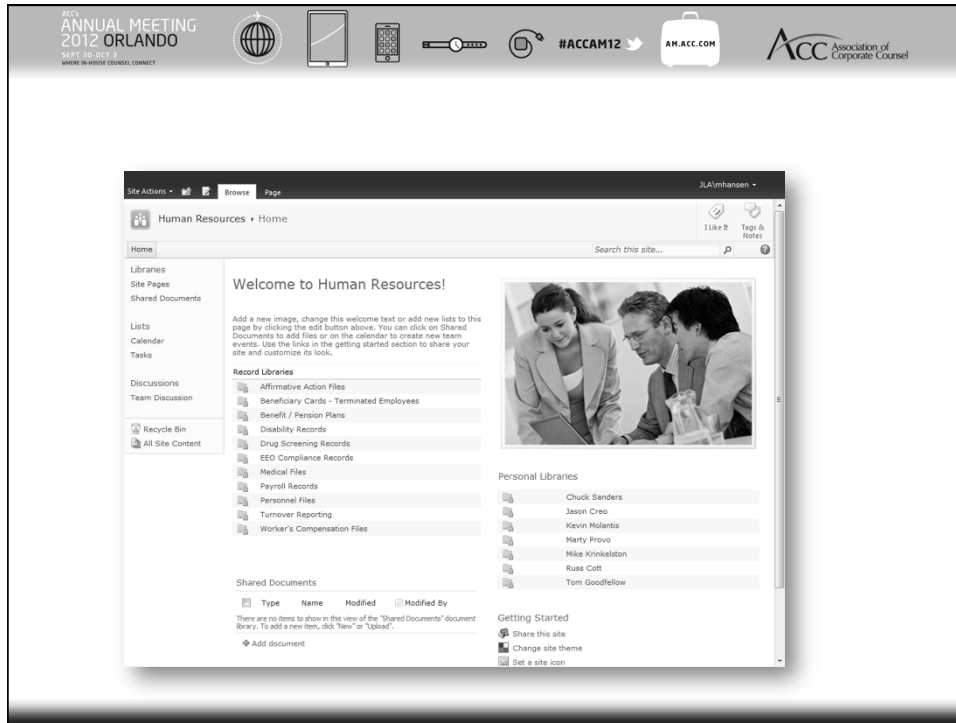 ACC's
ANNUAL MEETING
2012 ORLANDO
SEPT 30-OCT 3
WHERE IN-HOUSE COUNSEL CONNECT
#ACCAM12
AM.ACC.COM
ACC Association of
Corporate Counsel
JLA\mhansen
Site Actions
Browse
Page
Human Resources › Home
I Like It
Tags &
Notes
Home
Search this site...
Libraries
Site Pages
Shared Documents
Lists
Calendar
Tasks
Discussions
Team Discussion
Recycle Bin
All Site Content
Welcome to Human Resources!
Add a new image, change this welcome text or add new lists to this
page by clicking the edit button above. You can click on Shared
Documents to add files or on the calendar to create new team
events. Use the links in the getting started section to share your
site and customize its look.
Record Libraries
Affirmative Action Files
Beneficiary Cards - Terminated Employees
Benefit / Pension Plans
Disability Records
Drug Screening Records
EEO Compliance Records
Medical Files
Payroll Records
Personnel Files
Turnover Reporting
Worker's Compensation Files
Shared Documents
Type Name Modified Modified By
There are no items to show in this view of the "Shared Documents" document
library. To add a new item, click "New" or "Upload".
Add document
Personal Libraries
Chuck Sanders
Jason Creo
Kevin Molantis
Marty Provo
Mike Krinkelston
Russ Cott
Tom Goodfellow
Getting Started
Share this site
Change site theme
Set a site icon